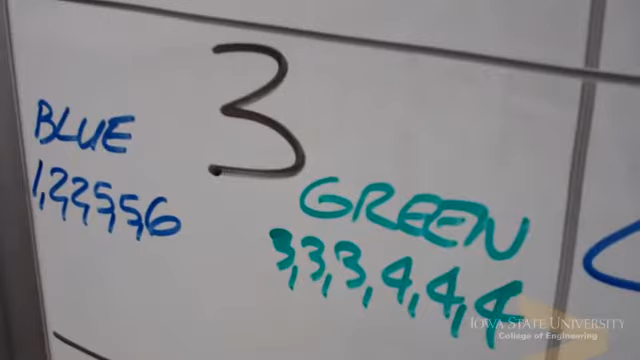 3
BLUE
1,2,2,5,5,6
GREEN
3,3,3,4,4,4
IOWA STATE UNIVERSITY
College of Engineering